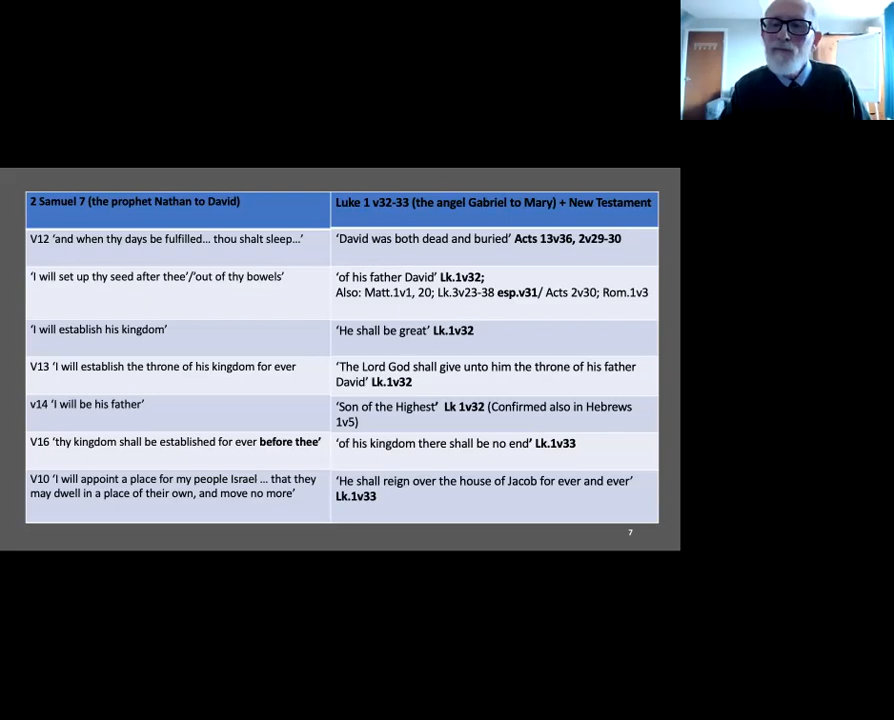 2 Samuel 7 (the prophet Nathan to David)
Luke 1 v32-33 (the angel Gabriel to Mary) + New Testament
V12 ‘and when thy days be fulfilled... thou shalt sleep...’
‘David was both dead and buried’ Acts 13v36, 2v29-30
‘I will set up thy seed after thee’/’out of thy bowels’
‘of his father David’ Lk.1v32;
Also: Matt.1v1, 20; Lk.3v23-38 esp.v31/ Acts 2v30; Rom.1v3
‘I will establish his kingdom’
‘He shall be great’ Lk.1v32
V13 ‘I will establish the throne of his kingdom for ever
‘The Lord God shall give unto him the throne of his father
David’ Lk.1v32
v14 ‘I will be his father’
‘Son of the Highest’ Lk 1v32 (Confirmed also in Hebrews
1v5)
V16 ‘thy kingdom shall be established for ever before thee’
‘of his kingdom there shall be no end’ Lk.1v33
V10 ‘I will appoint a place for my people Israel ... that they
may dwell in a place of their own, and move no more’
‘He shall reign over the house of Jacob for ever and ever’
Lk.1v33
7